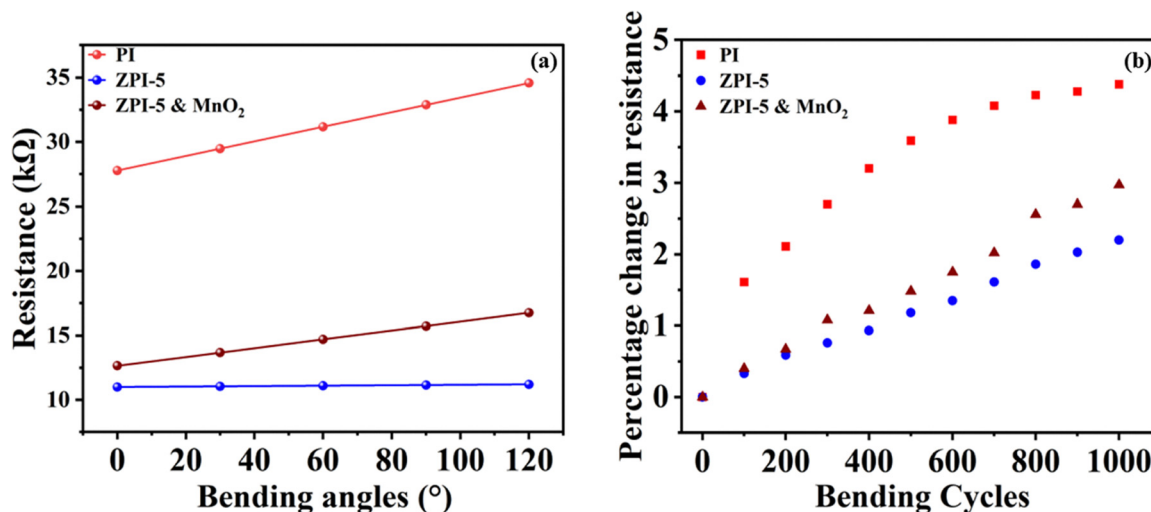 (a)
PI
ZPI-5
ZPI-5 & MnO₂
Resistance (kΩ)
35
30
25
20
15
10
0 20 40 60 80 100 120
Bending angles (°)
(b)
PI
ZPI-5
ZPI-5 & MnO₂
Percentage change in resistance
5
4
3
2
1
0
0 200 400 600 800 1000
Bending Cycles